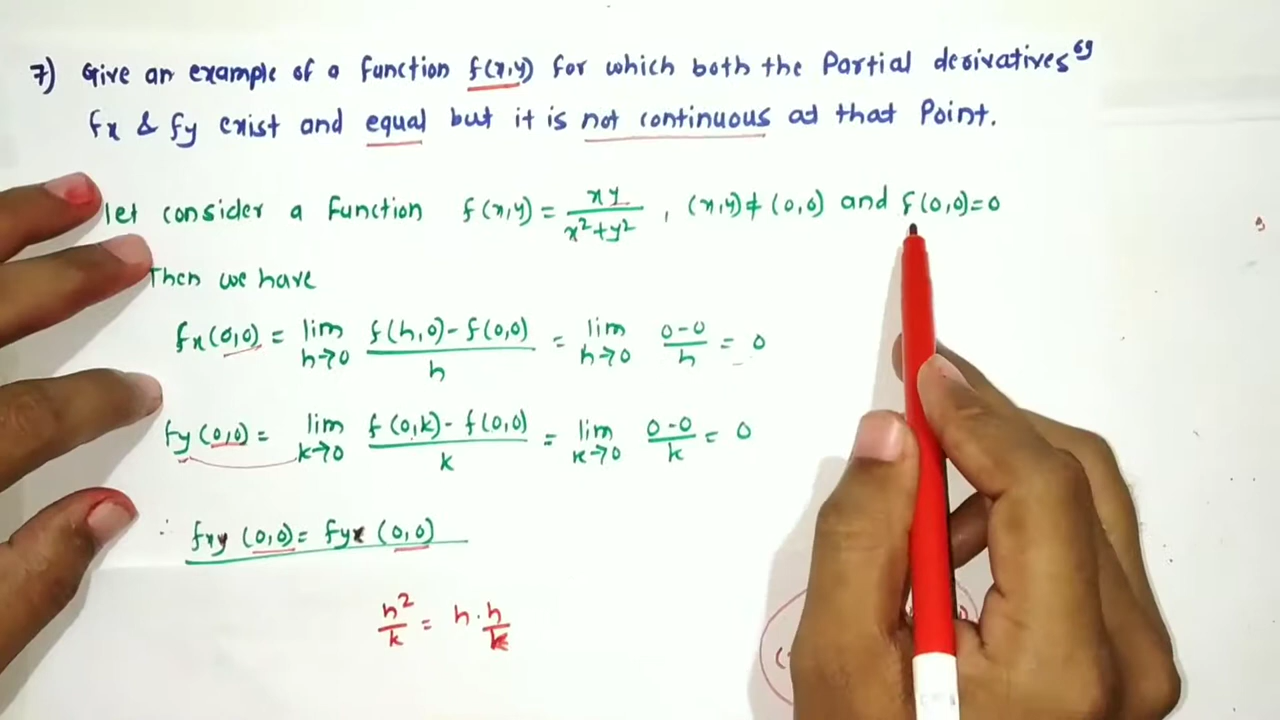 7) Give an example of a function f(x,y) for which both the Partial derivatives
fx & fy exist and equal but it is not continuous at that Point.
let consider a function f(x,y) = xy / x²+y² , (x,y) ≠ (0,0) and f(0,0)=0
Then we have
fx(0,0) = lim h→0 f(h,0) - f(0,0) / h = lim h→0 0-0 / h = 0
fy(0,0) = lim k→0 f(0,k) - f(0,0) / k = lim k→0 0-0 / k = 0
∴ fxy (0,0) = fyx (0,0)
h² / k = h . h / k